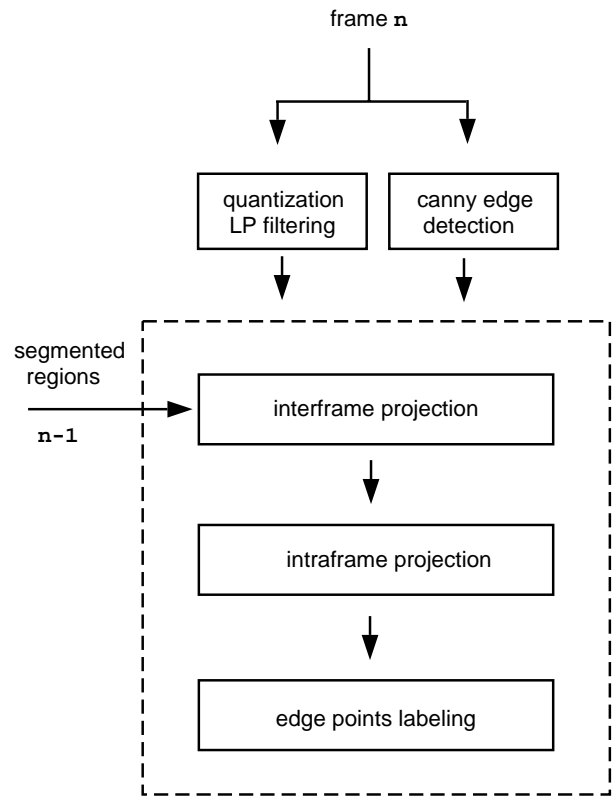 frame n
quantization
LP filtering
canny edge
detection
segmented
regions
n-1
interframe projection
intraframe projection
edge points labeling